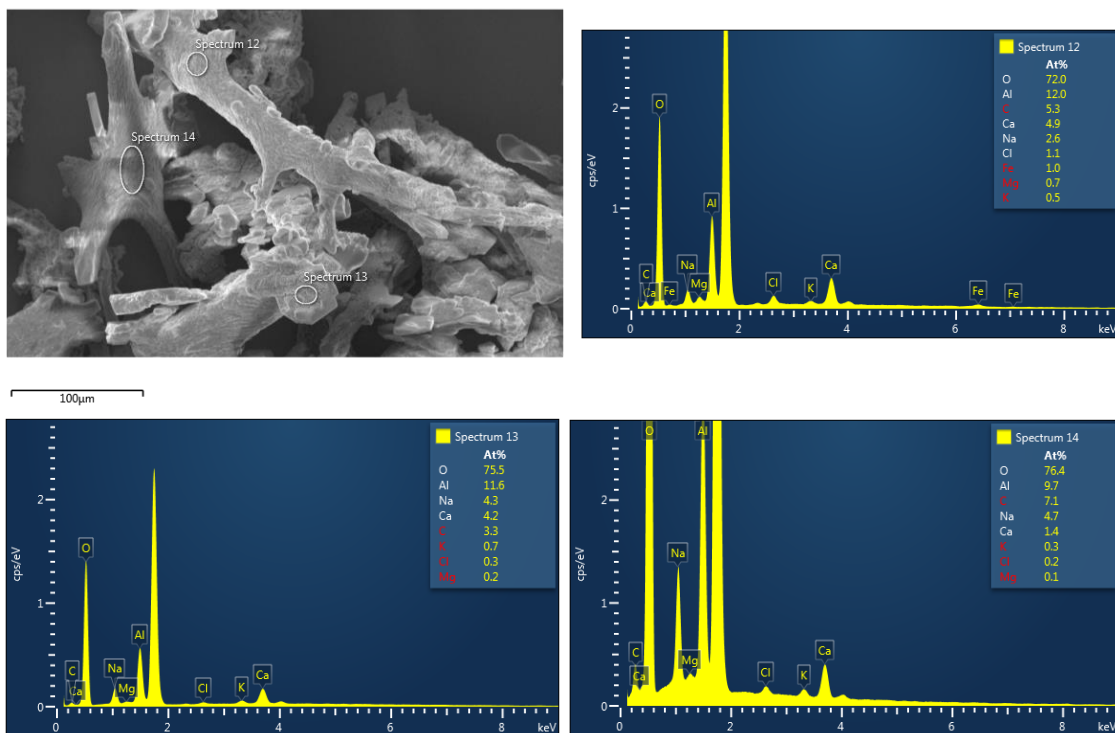 Spectrum 12
Spectrum 14
Spectrum 13
100µm
Spectrum 12
At%
O 72.0
Al 12.0
C 5.3
Ca 4.9
Na 2.6
Cl 1.1
Fe 1.0
Mg 0.7
K 0.5
cps/eV
2
1
0
O
Al
C
Ca
Fe
Na
Mg
Cl
K
Ca
Fe
Fe
0 2 4 6 8 keV
Spectrum 13
At%
O 75.5
Al 11.6
Na 4.3
Ca 4.2
C 3.3
K 0.7
Cl 0.3
Mg 0.2
cps/eV
2
1
0
O
Al
C
Ca
Na
Mg
Cl
K
Ca
0 2 4 6 8 keV
Spectrum 14
At%
O 76.4
Al 9.7
C 7.1
Na 4.7
Ca 1.4
K 0.3
Cl 0.2
Mg 0.1
cps/eV
2
1
0
O
Al
Na
C
Ca
Mg
Cl
K
Ca
0 2 4 6 8 keV